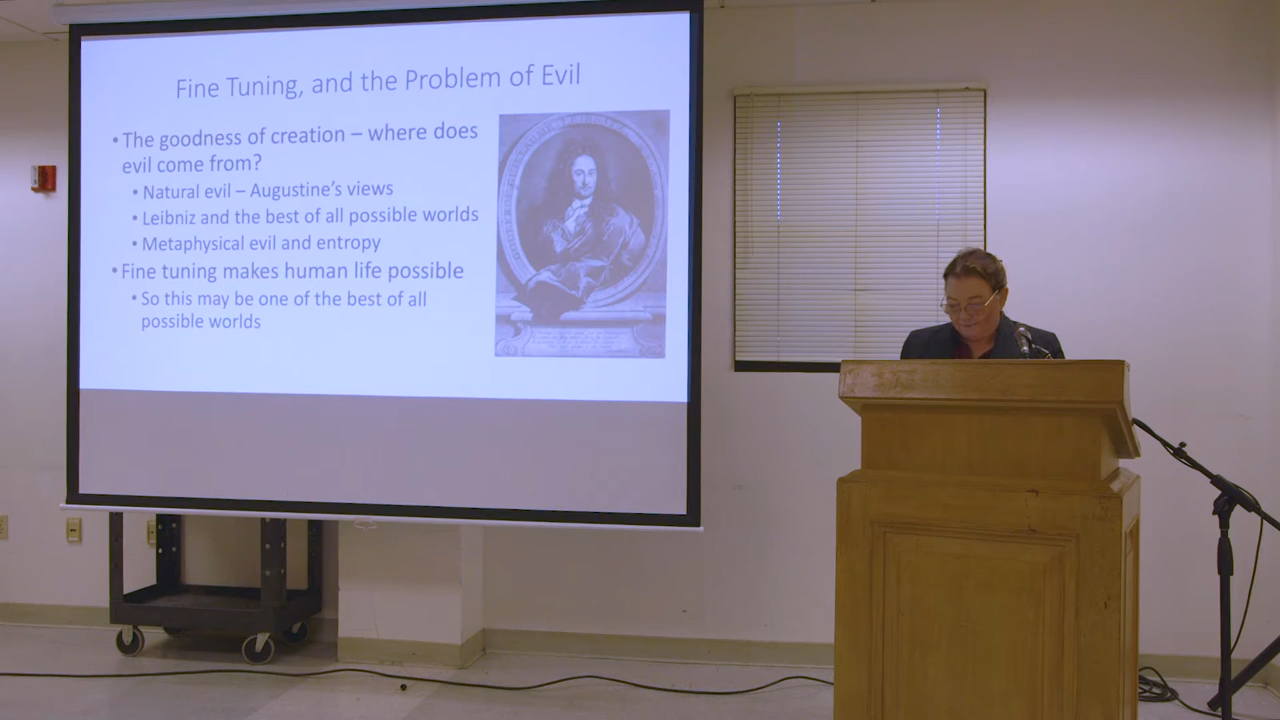 Fine Tuning, and the Problem of Evil
• The goodness of creation – where does
evil come from?
• Natural evil – Augustine's views
• Leibniz and the best of all possible worlds
• Metaphysical evil and entropy
• Fine tuning makes human life possible
• So this may be one of the best of all
possible worlds